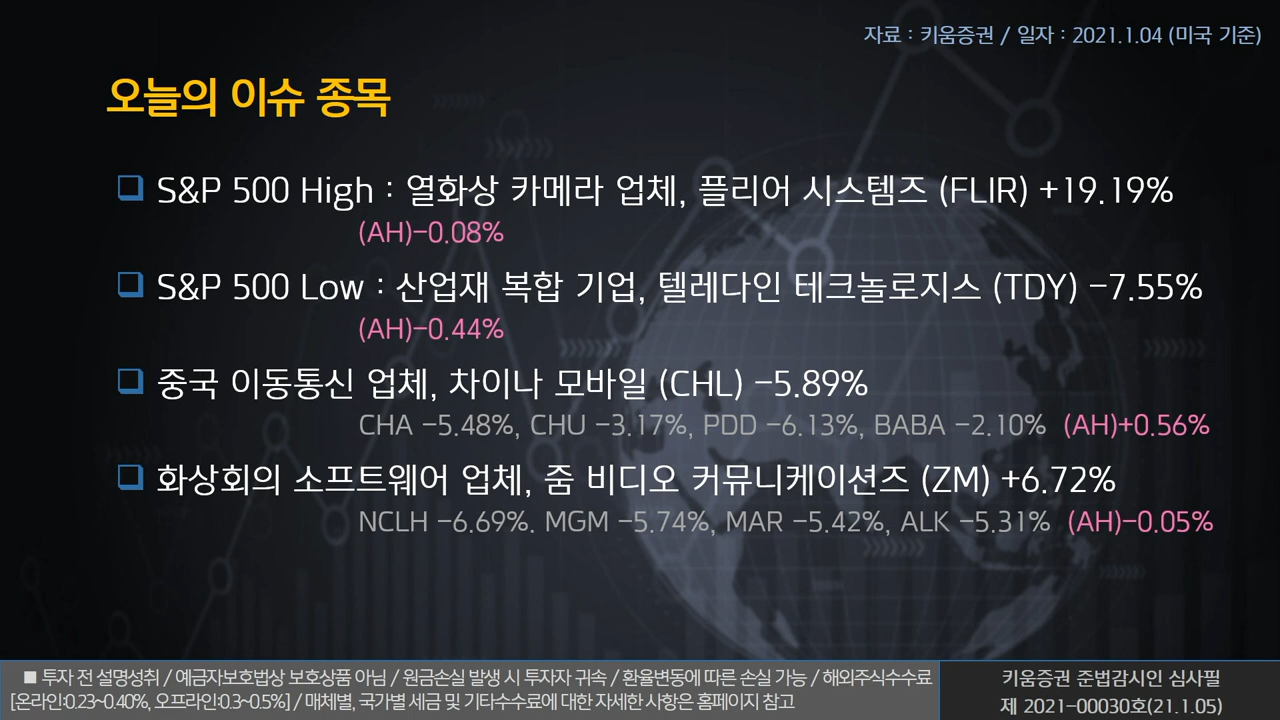 자료 : 키움증권 / 일자 : 2021.1.04 (미국 기준)
오늘의 이슈 종목
❑ S&P 500 High : 열화상 카메라 업체, 플리어 시스템즈 (FLIR) +19.19%
(AH)-0.08%
❑ S&P 500 Low : 산업재 복합 기업, 텔레다인 테크놀로지스 (TDY) -7.55%
(AH)-0.44%
❑ 중국 이동통신 업체, 차이나 모바일 (CHL) -5.89%
CHA -5.48%, CHU -3.17%, PDD -6.13%, BABA -2.10% (AH)+0.56%
❑ 화상회의 소프트웨어 업체, 줌 비디오 커뮤니케이션즈 (ZM) +6.72%
NCLH -6.69%. MGM -5.74%, MAR -5.42%, ALK -5.31% (AH)-0.05%
■ 투자 전 설명성취 / 예금자보호법상 보호상품 아님 / 원금손실 발생 시 투자자 귀속 / 환율변동에 따른 손실 가능 / 해외주식수수료
[온라인:0.23~0.40%, 오프라인:0.3~0.5%] / 매체별, 국가별 세금 및 기타수수료에 대한 자세한 사항은 홈페이지 참고
키움증권 준법감시인 심사필
제 2021-00030호(21.1.05)